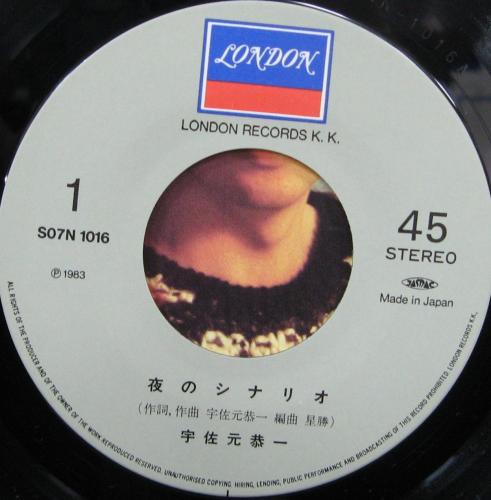 LONDON
LONDON RECORDS K. K.
1
S07N 1016
℗ 1983
45
STEREO
JASRAC
Made in Japan
夜のシナリオ
(作詞,作曲 宇佐元恭一 編曲 星勝)
宇佐元恭一
ALL RIGHTS OF THE PRODUCER AND OF THE OWNER OF THE WORK REPRODUCED RESERVED. UNAUTHORISED COPYING, HIRING, LENDING, PUBLIC PERFORMANCE AND BROADCASTING OF THIS RECORD PROHIBITED. LONDON RECORDS K.K.